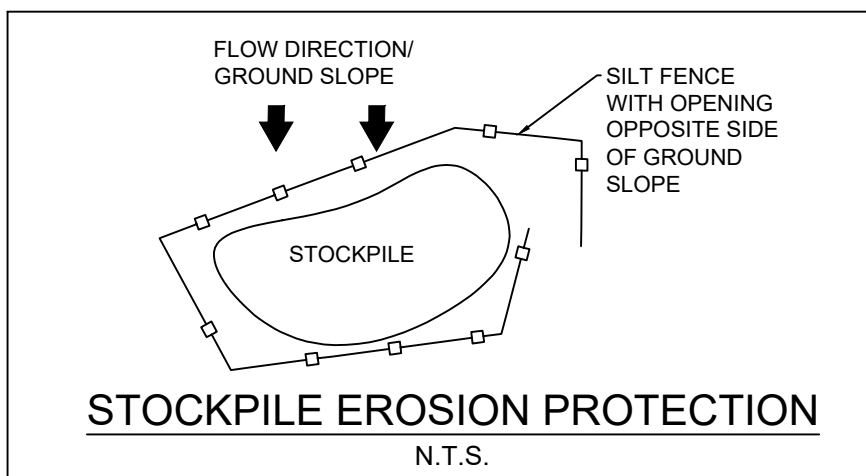 FLOW DIRECTION/
GROUND SLOPE
SILT FENCE
WITH OPENING
OPPOSITE SIDE
OF GROUND
SLOPE
STOCKPILE
STOCKPILE EROSION PROTECTION
N.T.S.